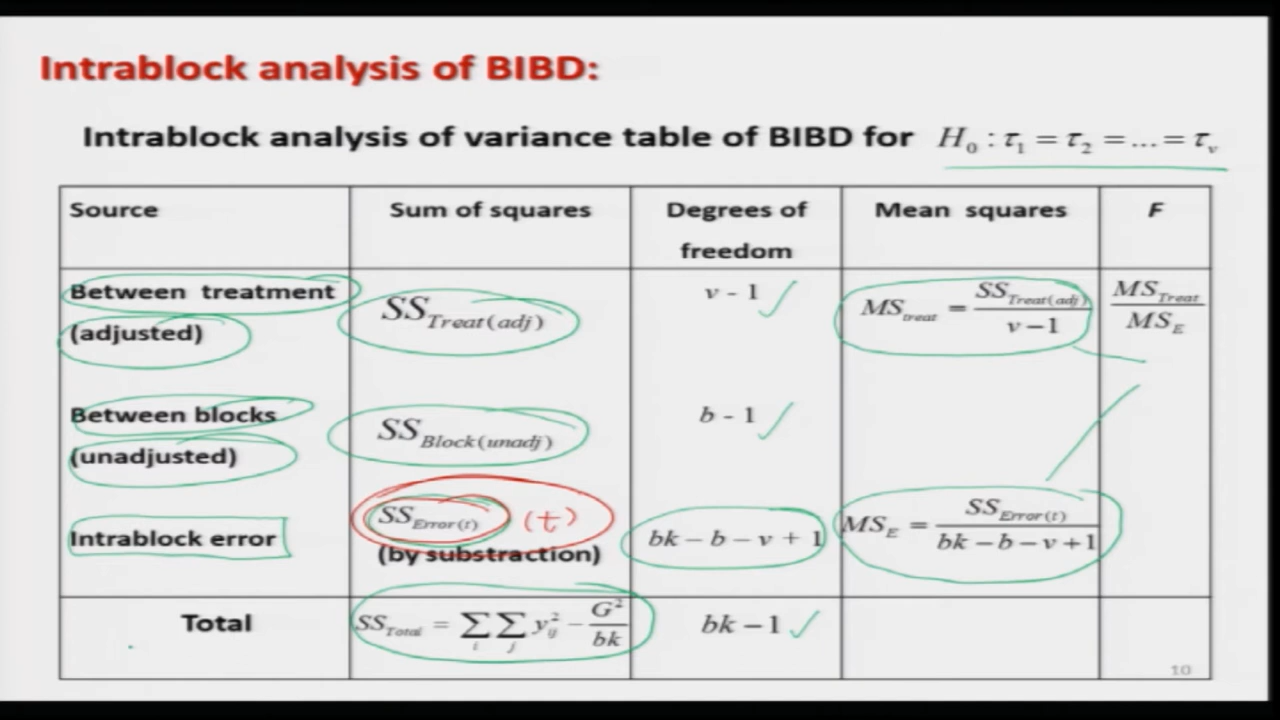 Intrablock analysis of BIBD:
Intrablock analysis of variance table of BIBD for H₀ : τ₁ = τ₂ = ... = τᵥ
Source Sum of squares Degrees of freedom Mean squares F
Between treatment (adjusted) SS_Treat(adj) v - 1 MS_treat = SS_Treat(adj) / (v − 1) MS_Treat / MS_E
Between blocks (unadjusted) SS_Block(unadj) b - 1
Intrablock error SS_Error(t) (t) (by substraction) bk − b − v + 1 MS_E = SS_Error(t) / (bk − b − v + 1)
Total SS_Total = Σ_i Σ_j y²_ij − G² / bk bk − 1
10